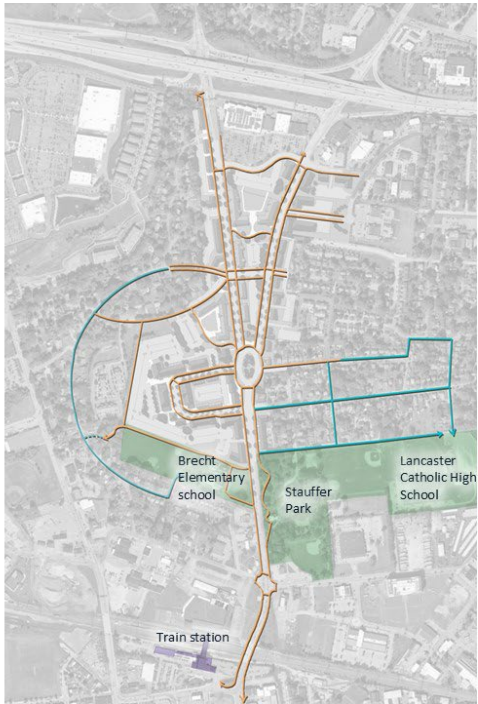 Brecht
Elementary
school
Stauffer
Park
Lancaster
Catholic High
School
Train station